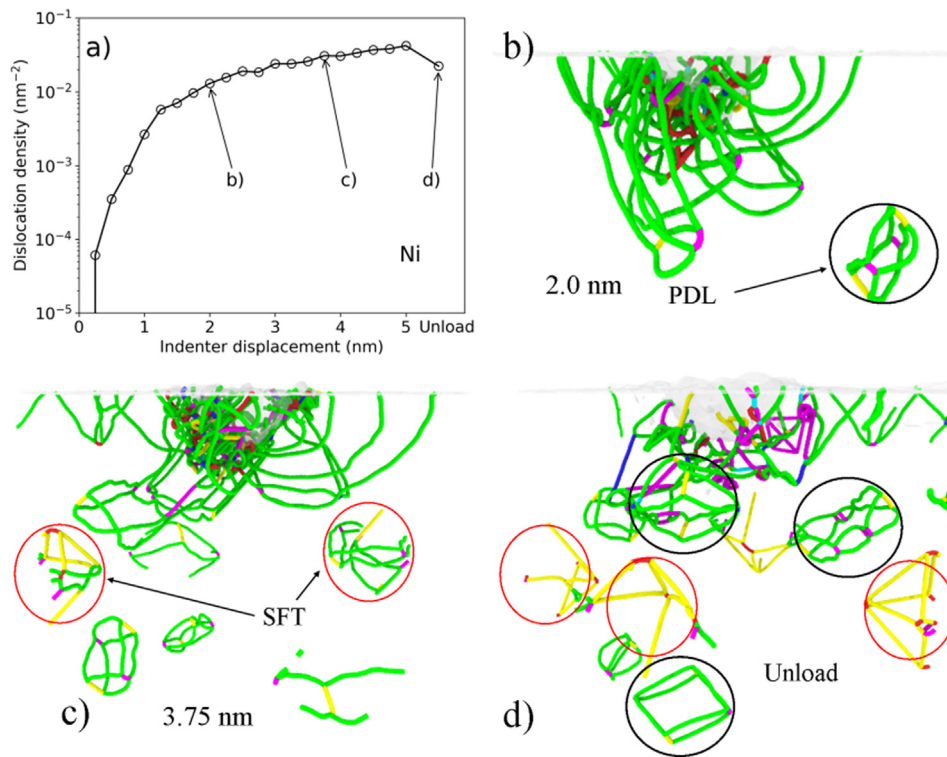 a)
Dislocation density (nm⁻²)
10⁻¹
10⁻²
10⁻³
10⁻⁴
10⁻⁵
b)
c)
d)
Ni
0 1 2 3 4 5 Unload
Indenter displacement (nm)
b)
2.0 nm
PDL
SFT
c)
3.75 nm
Unload
d)